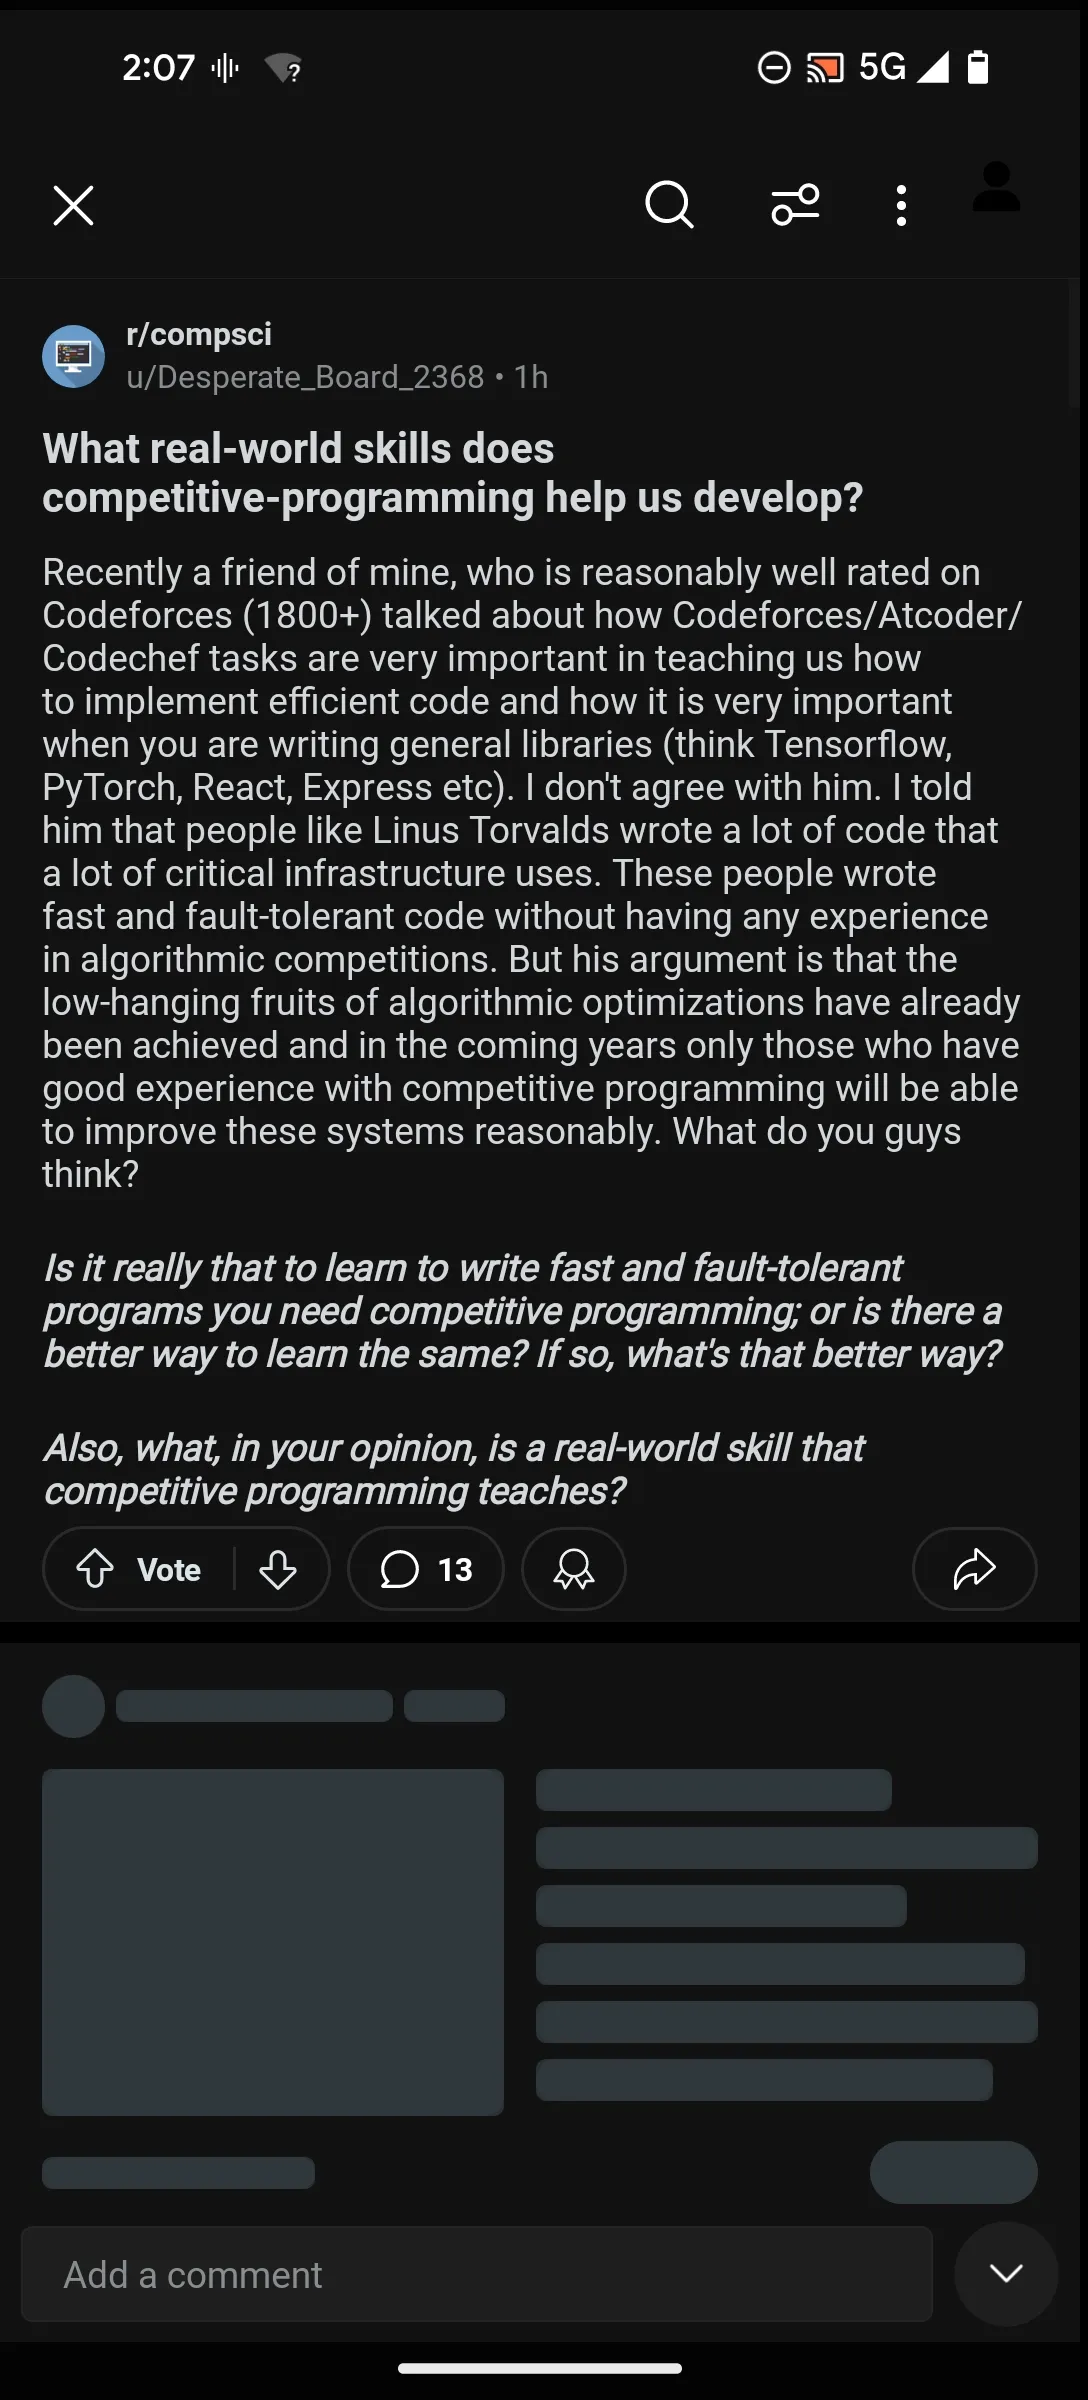 2:07
5G
r/compsci
u/Desperate_Board_2368 • 1h
What real-world skills does
competitive-programming help us develop?
Recently a friend of mine, who is reasonably well rated on
Codeforces (1800+) talked about how Codeforces/Atcoder/
Codechef tasks are very important in teaching us how
to implement efficient code and how it is very important
when you are writing general libraries (think Tensorflow,
PyTorch, React, Express etc). I don't agree with him. I told
him that people like Linus Torvalds wrote a lot of code that
a lot of critical infrastructure uses. These people wrote
fast and fault-tolerant code without having any experience
in algorithmic competitions. But his argument is that the
low-hanging fruits of algorithmic optimizations have already
been achieved and in the coming years only those who have
good experience with competitive programming will be able
to improve these systems reasonably. What do you guys
think?
Is it really that to learn to write fast and fault-tolerant
programs you need competitive programming; or is there a
better way to learn the same? If so, what's that better way?
Also, what, in your opinion, is a real-world skill that
competitive programming teaches?
Vote
13
Add a comment